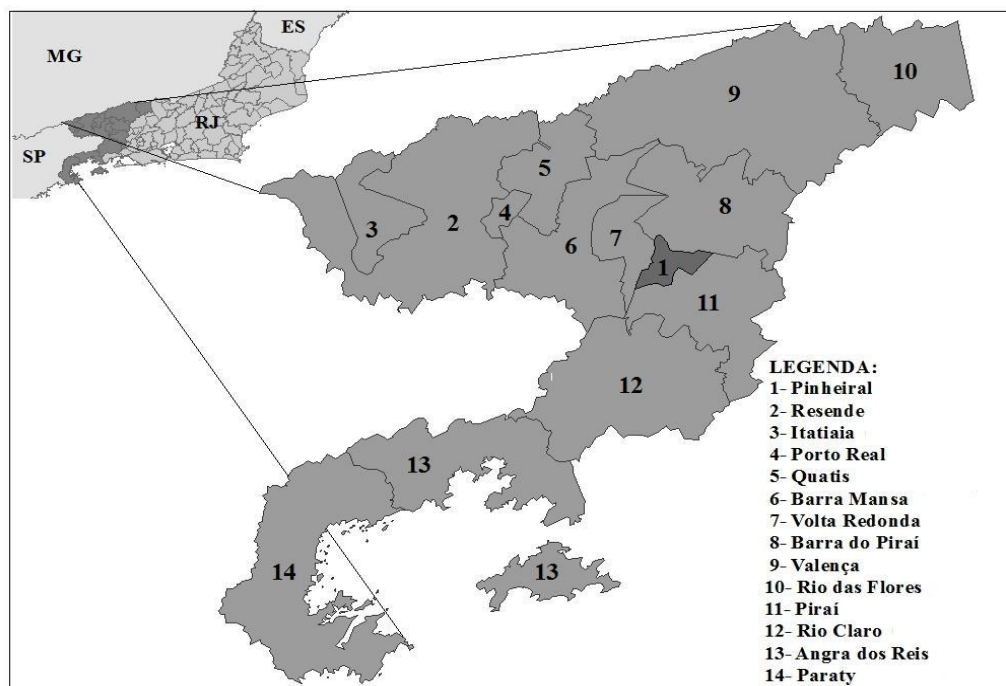 MG
ES
RJ
SP
10
9
5
8
4
3
2
7
6
1
11
12
13
14
13
LEGENDA:
1- Pinheiral
2- Resende
3- Itatiaia
4- Porto Real
5- Quatis
6- Barra Mansa
7- Volta Redonda
8- Barra do Piraí
9- Valença
10- Rio das Flores
11- Piraí
12- Rio Claro
13- Angra dos Reis
14- Paraty